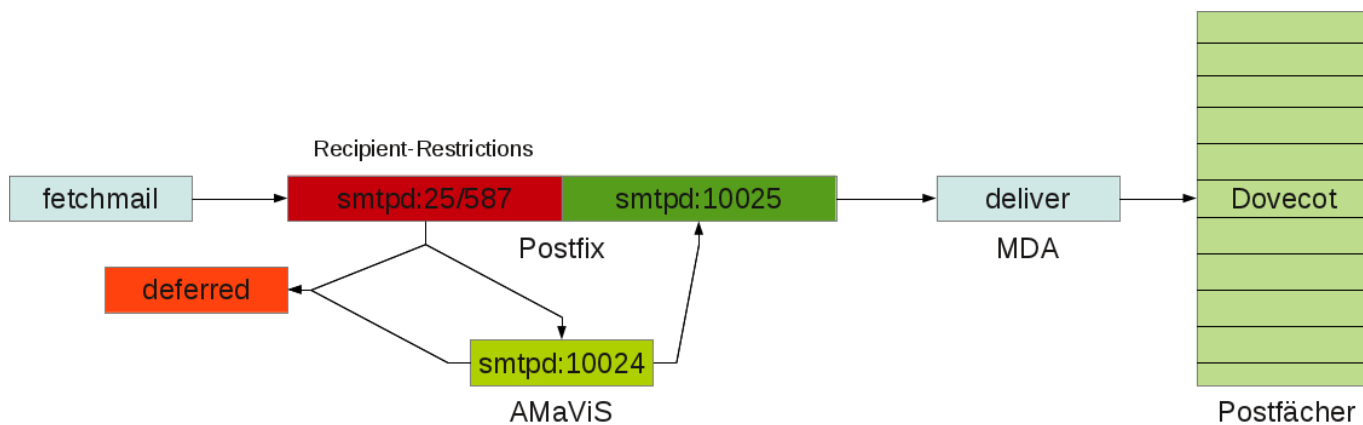 Recipient-Restrictions
fetchmail
smtpd:25/587
smtpd:10025
deliver
Dovecot
Postfix
MDA
deferred
smtpd:10024
AMaViS
Postfächer